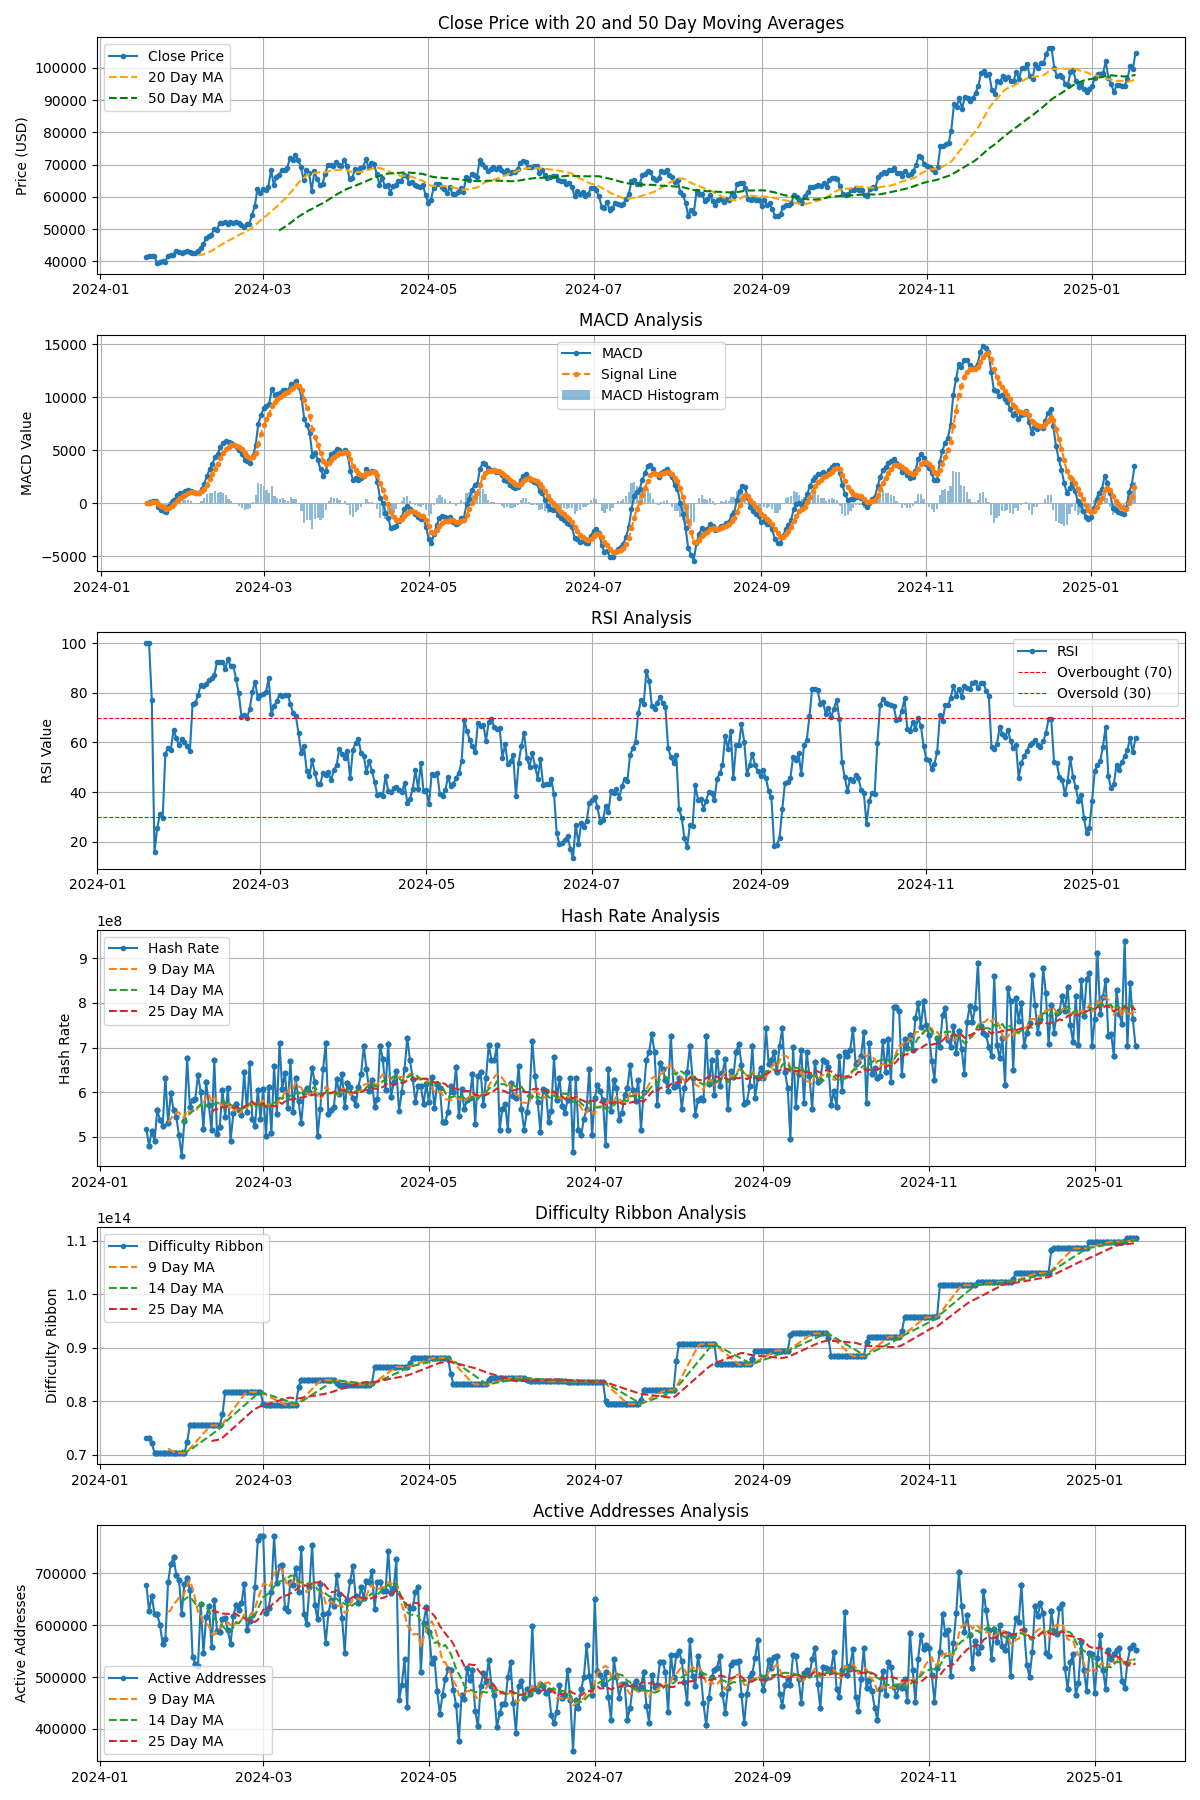 Close Price with 20 and 50 Day Moving Averages
Close Price
20 Day MA
50 Day MA
Price (USD)
100000
90000
80000
70000
60000
50000
40000
2024-01 2024-03 2024-05 2024-07 2024-09 2024-11 2025-01
MACD Analysis
MACD
Signal Line
MACD Histogram
MACD Value
15000
10000
5000
0
−5000
2024-01 2024-03 2024-05 2024-07 2024-09 2024-11 2025-01
RSI Analysis
RSI
Overbought (70)
Oversold (30)
RSI Value
100
80
60
40
20
2024-01 2024-03 2024-05 2024-07 2024-09 2024-11 2025-01
Hash Rate Analysis
1e8
Hash Rate
9 Day MA
14 Day MA
25 Day MA
Hash Rate
9
8
7
6
5
2024-01 2024-03 2024-05 2024-07 2024-09 2024-11 2025-01
Difficulty Ribbon Analysis
1e14
Difficulty Ribbon
9 Day MA
14 Day MA
25 Day MA
Difficulty Ribbon
1.1
1.0
0.9
0.8
0.7
2024-01 2024-03 2024-05 2024-07 2024-09 2024-11 2025-01
Active Addresses Analysis
Active Addresses
700000
600000
500000
400000
Active Addresses
9 Day MA
14 Day MA
25 Day MA
2024-01 2024-03 2024-05 2024-07 2024-09 2024-11 2025-01